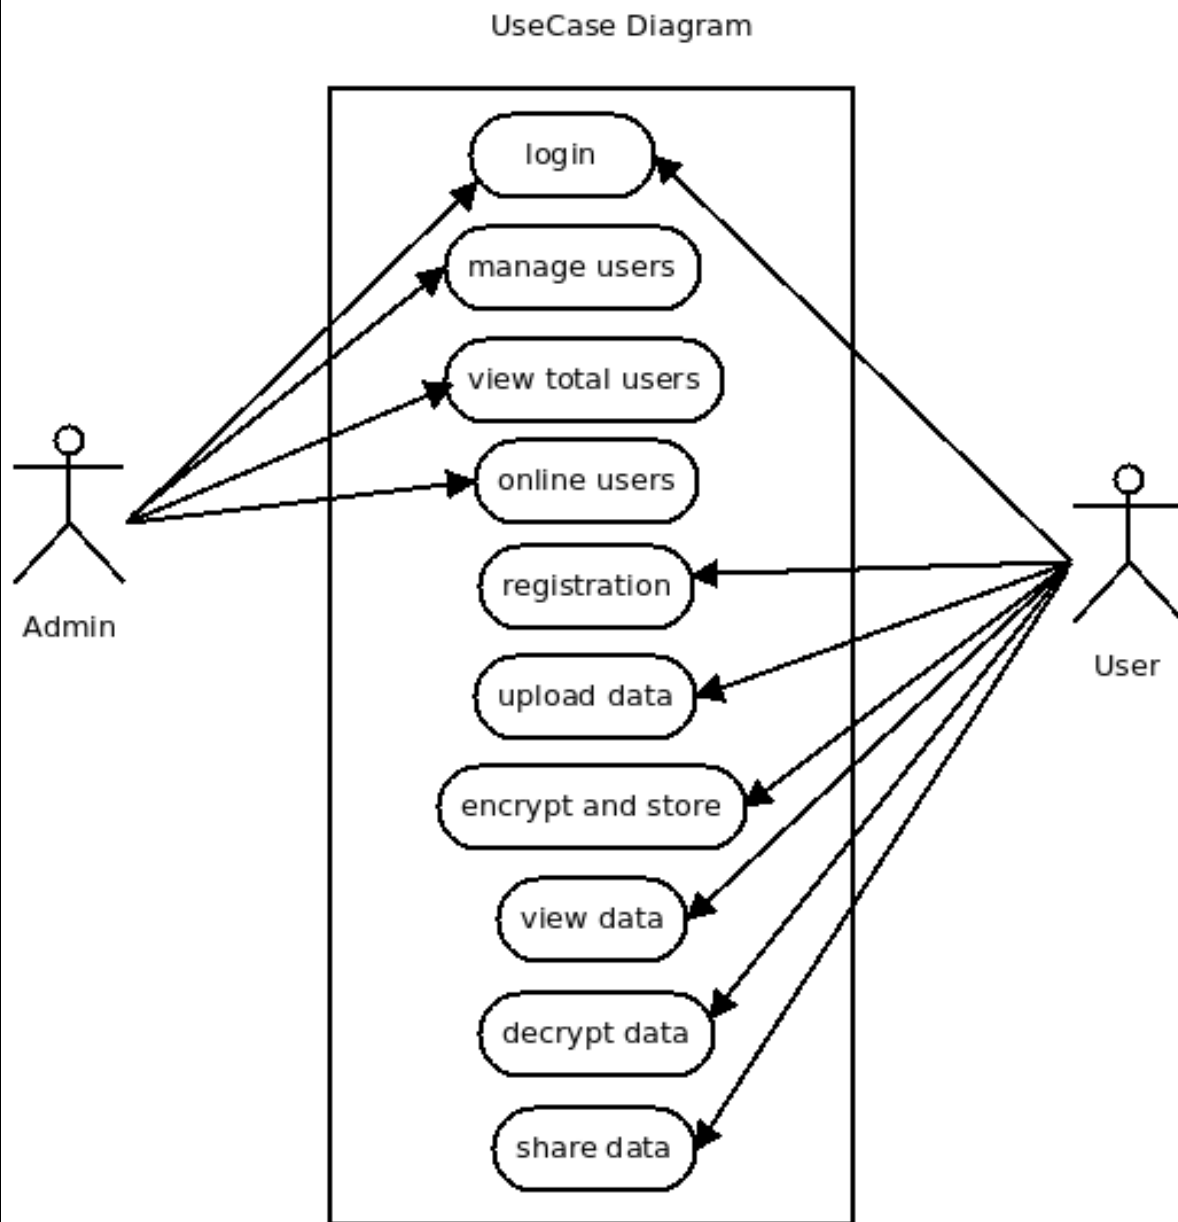 UseCase Diagram
login
manage users
view total users
online users
registration
Admin
upload data
User
encrypt and store
view data
decrypt data
share data